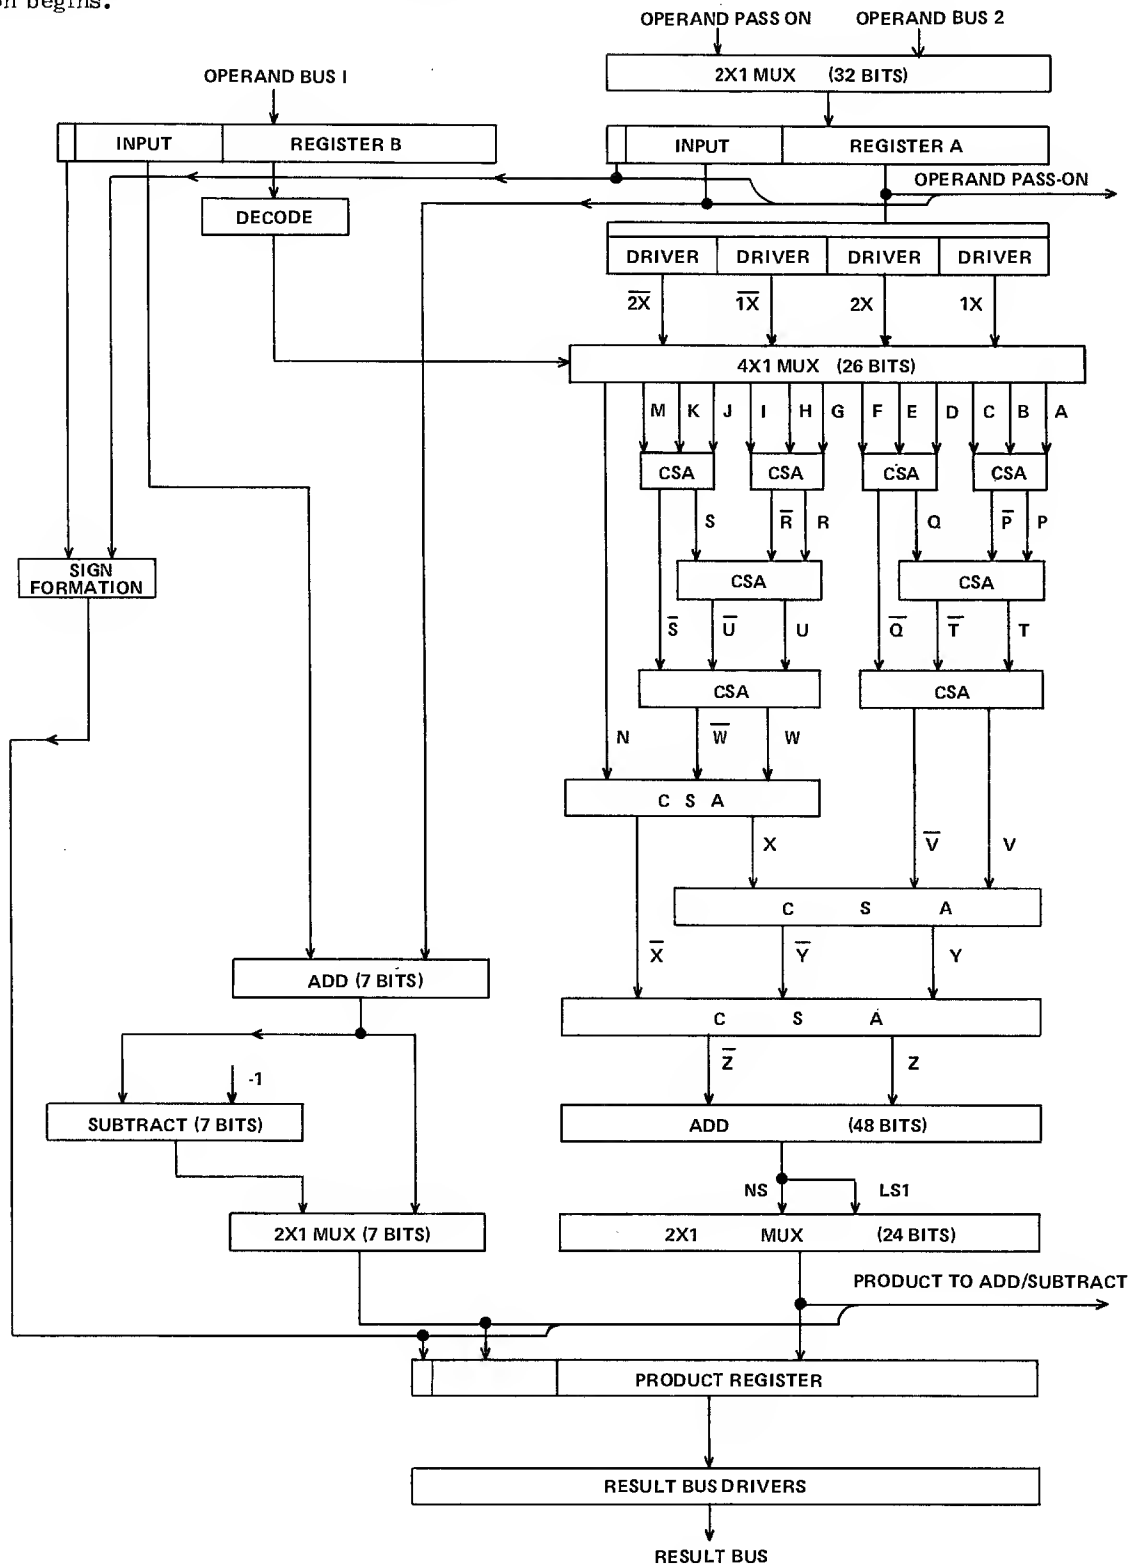 on begins.
OPERAND PASS ON OPERAND BUS 2
2X1 MUX (32 BITS)
OPERAND BUS I
INPUT REGISTER B
INPUT REGISTER A
OPERAND PASS-ON
DECODE
DRIVER DRIVER DRIVER DRIVER
2̅X̅ 1̅X̅ 2X 1X
4X1 MUX (26 BITS)
M K J I H G F E D C B A
CSA CSA CSA CSA
S R̅ R Q P̅ P
SIGN
FORMATION
CSA CSA
S̅ U̅ U Q̅ T̅ T
CSA CSA
N W̅ W
C S A
X V̅ V
C S A
X̅ Y̅ Y
ADD (7 BITS)
C S A
Z̅ Z
-1
SUBTRACT (7 BITS)
ADD (48 BITS)
NS LS1
2X1 MUX (7 BITS)
2X1 MUX (24 BITS)
PRODUCT TO ADD/SUBTRACT
PRODUCT REGISTER
RESULT BUS DRIVERS
RESULT BUS